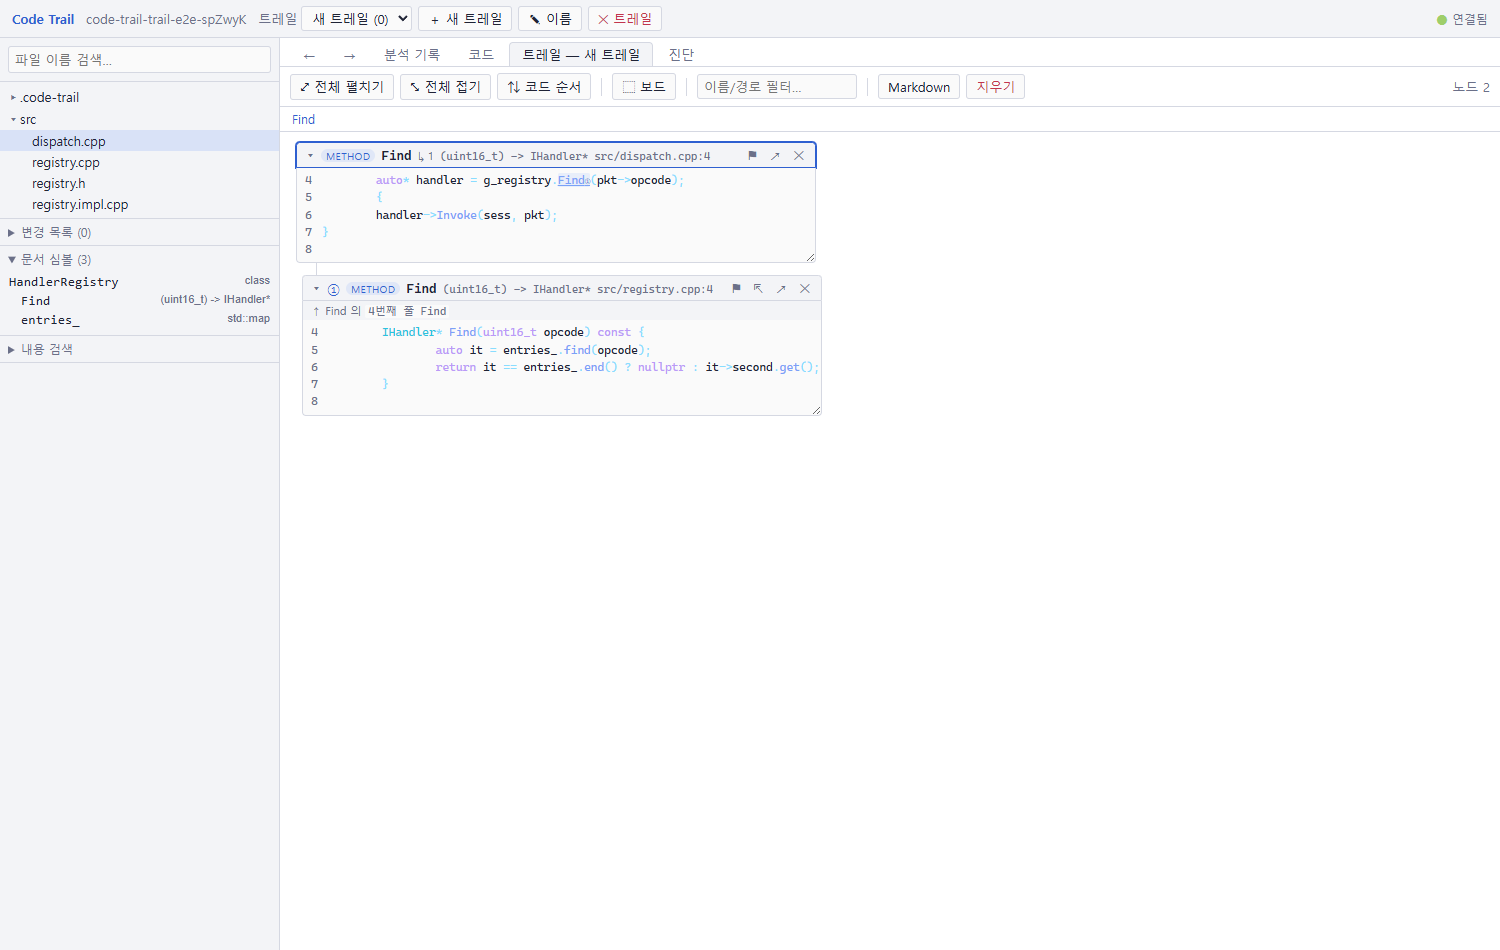 Code Trail code-trail-trail-e2e-spZwyK 트레일 새 트레일 (0) + 새 트레일 이름 트레일 연결됨
파일 이름 검색...
.code-trail
src
dispatch.cpp
registry.cpp
registry.h
registry.impl.cpp
변경 목록 (0)
문서 심볼 (3)
HandlerRegistry class
Find (uint16_t) -> IHandler*
entries_ std::map
내용 검색
← → 분석 기록 코드 트레일 — 새 트레일 진단
전체 펼치기 전체 접기 코드 순서 보드 이름/경로 필터... Markdown 지우기 노드 2
Find
METHOD Find ↳1 (uint16_t) -> IHandler* src/dispatch.cpp:4
4 auto* handler = g_registry.Find(pkt->opcode);
5 {
6 handler->Invoke(sess, pkt);
7 }
8
① METHOD Find (uint16_t) -> IHandler* src/registry.cpp:4
↑ Find 의 4번째 줄 Find
4 IHandler* Find(uint16_t opcode) const {
5 auto it = entries_.find(opcode);
6 return it == entries_.end() ? nullptr : it->second.get();
7 }
8